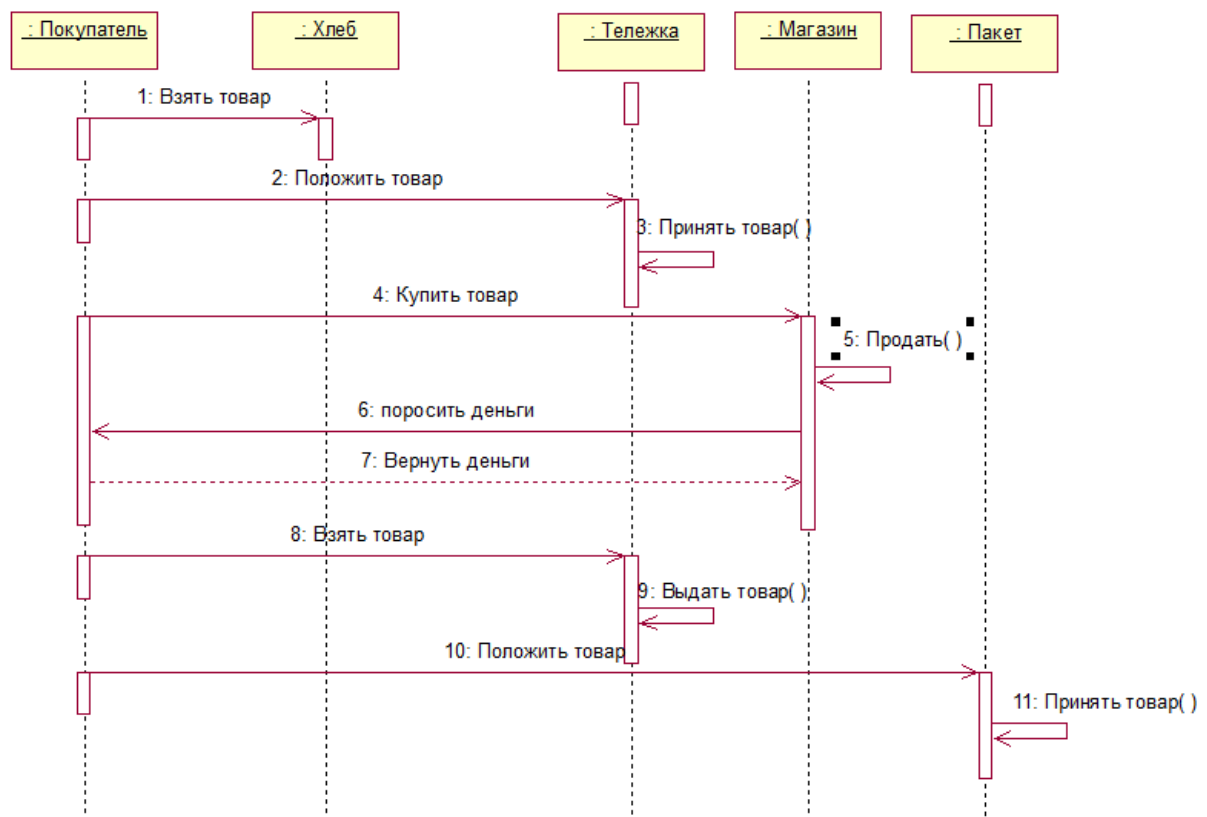 : Покупатель
: Хлеб
: Тележка
: Магазин
: Пакет
1: Взять товар
2: Положить товар
3: Принять товар( )
4: Купить товар
5: Продать( )
6: поросить деньги
7: Вернуть деньги
8: Взять товар
9: Выдать товар( )
10: Положить товар
11: Принять товар( )